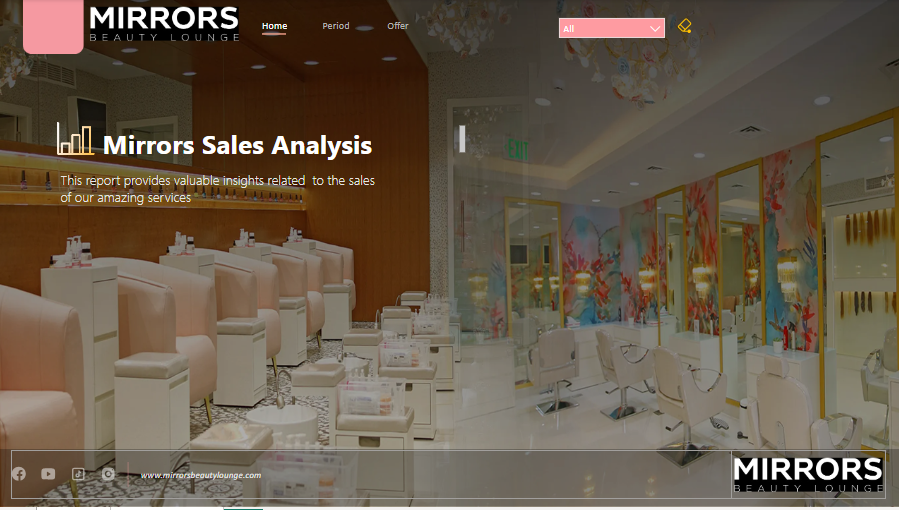 MIRRORS
BEAUTY LOUNGE
Home
Period
Offer
All
Mirrors Sales Analysis
This report provides valuable insights related  to the sales
of our amazing services
EXIT
www.mirrorsbeautylounge.com
MIRRORS
BEAUTY LOUNGE